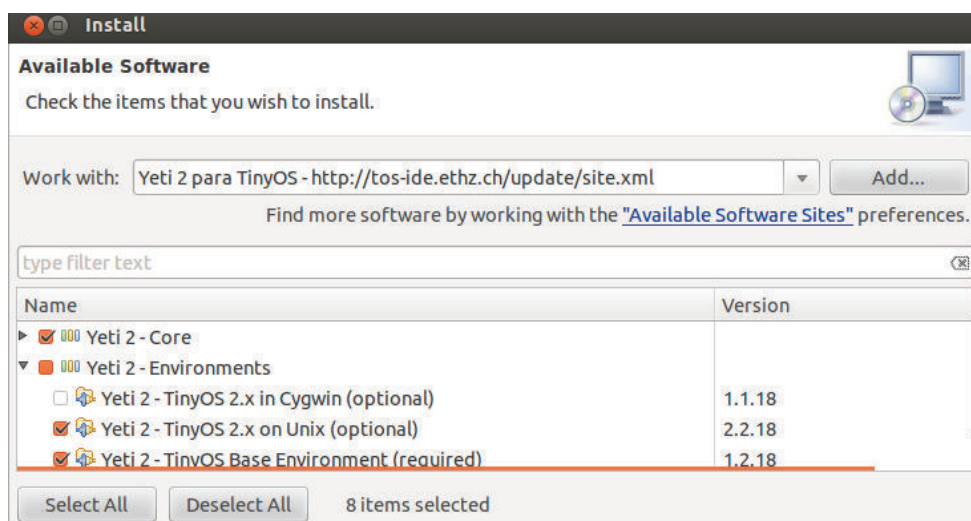 Install
Available Software
Check the items that you wish to install.
Work with: Yeti 2 para TinyOS - http://tos-ide.ethz.ch/update/site.xml Add...
Find more software by working with the "Available Software Sites" preferences.
type filter text
Name Version
Yeti 2 - Core
Yeti 2 - Environments
Yeti 2 - TinyOS 2.x in Cygwin (optional) 1.1.18
Yeti 2 - TinyOS 2.x on Unix (optional) 2.2.18
Yeti 2 - TinyOS Base Environment (required) 1.2.18
Select All Deselect All 8 items selected